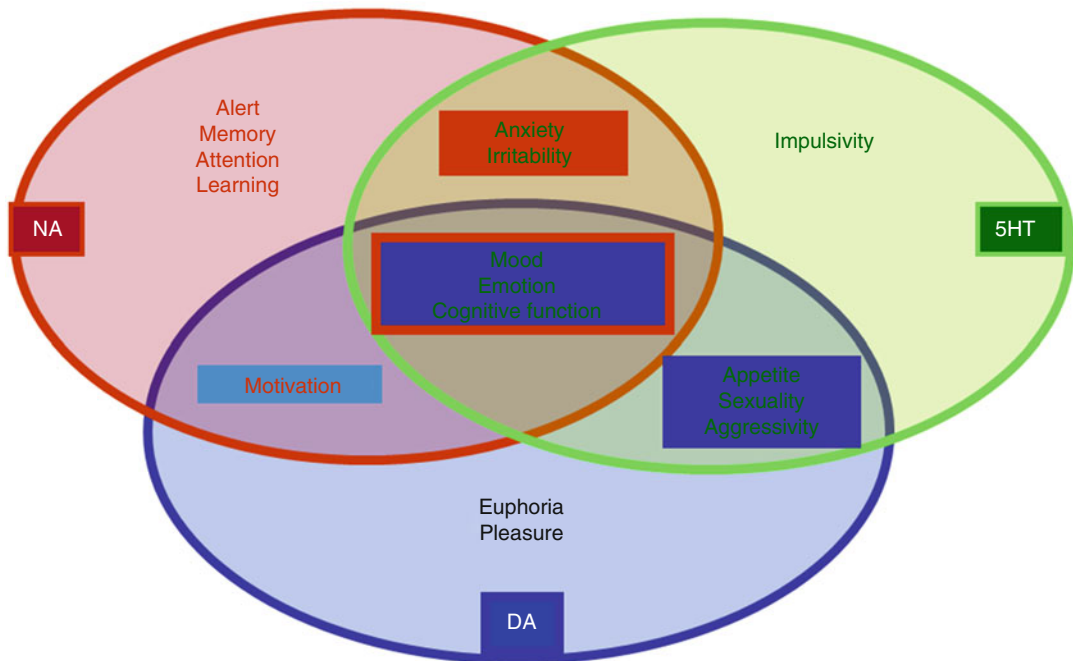 Alert
Memory
Attention
Learning
Anxiety
Irritability
Impulsivity
NA
5HT
Mood
Emotion
Cognitive function
Motivation
Appetite
Sexuality
Aggressivity
Euphoria
Pleasure
DA